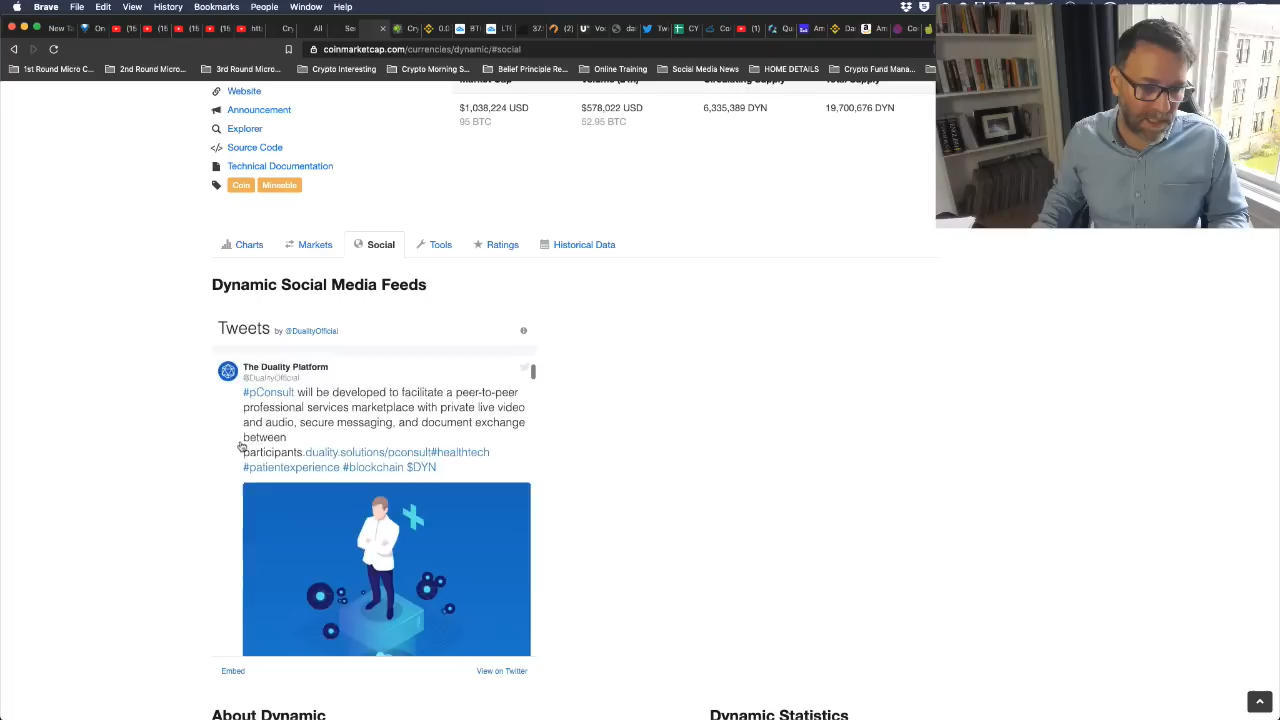 Brave File Edit View History Bookmarks People Window Help
coinmarketcap.com/currencies/dynamic/#social
1st Round Micro C... 2nd Round Micro... 3rd Round Micro... Crypto Interesting Crypto Morning S... Belief Prime Pre Re... Online Training Social Media News HOME DETAILS Crypto Fund Mana...
Website
Announcement
Explorer
Source Code
Technical Documentation
Coin Mineable
$1,038,224 USD $578,022 USD 6,335,389 DYN 19,700,676 DYN
95 BTC 52.95 BTC
Charts Markets Social Tools Ratings Historical Data
Dynamic Social Media Feeds
Tweets by @DualityOfficial
The Duality Platform
@DualityOfficial
#pConsult will be developed to facilitate a peer-to-peer
professional services marketplace with private live video
and audio, secure messaging, and document exchange
between
participants.duality.solutions/pconsult#healthtech
#patientexperience #blockchain $DYN
Embed View on Twitter
About Dynamic Dynamic Statistics